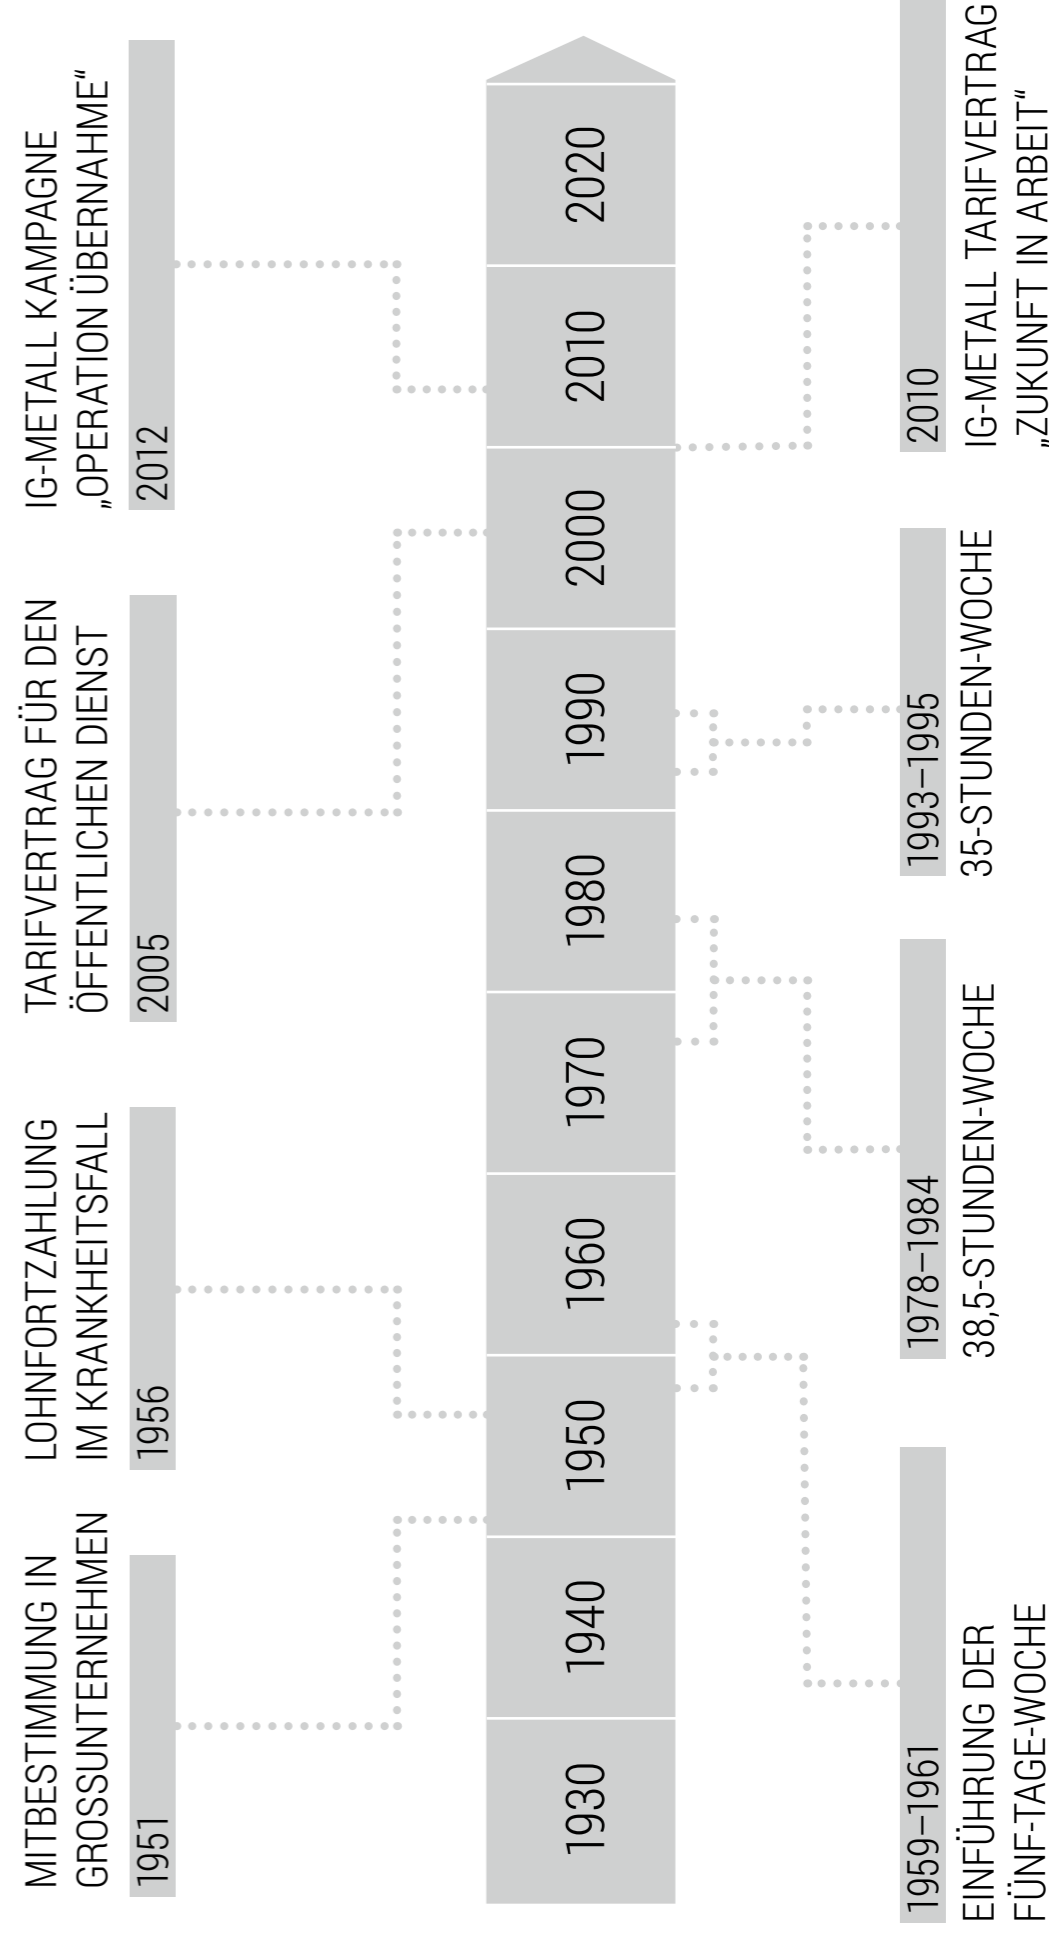 MITBESTIMMUNG IN
GROSSUNTERNEHMEN
1951
LOHNFORTZAHLUNG
IM KRANKHEITSFALL
1956
TARIFVERTRAG FÜR DEN
ÖFFENTLICHEN DIENST
2005
IG-METALL KAMPAGNE
„OPERATION ÜBERNAHME“
2012
1930
1940
1950
1960
1970
1980
1990
2000
2010
2020
1959–1961
EINFÜHRUNG DER
FÜNF-TAGE-WOCHE
1978–1984
38,5-STUNDEN-WOCHE
1993–1995
35-STUNDEN-WOCHE
2010
IG-METALL TARIFVERTRAG
„ZUKUNFT IN ARBEIT“